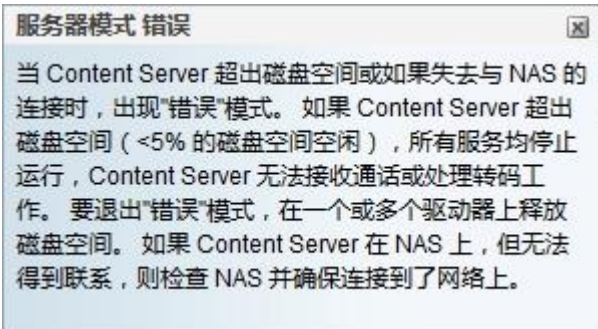 服务器模式 错误
当 Content Server 超出磁盘空间或如果失去与 NAS 的
连接时，出现"错误"模式。 如果 Content Server 超出
磁盘空间（<5% 的磁盘空间空闲），所有服务均停止
运行，Content Server 无法接收通话或处理转码工
作。 要退出"错误"模式，在一个或多个驱动器上释放
磁盘空间。 如果 Content Server 在 NAS 上，但无法
得到联系，则检查 NAS 并确保连接到了网络上。